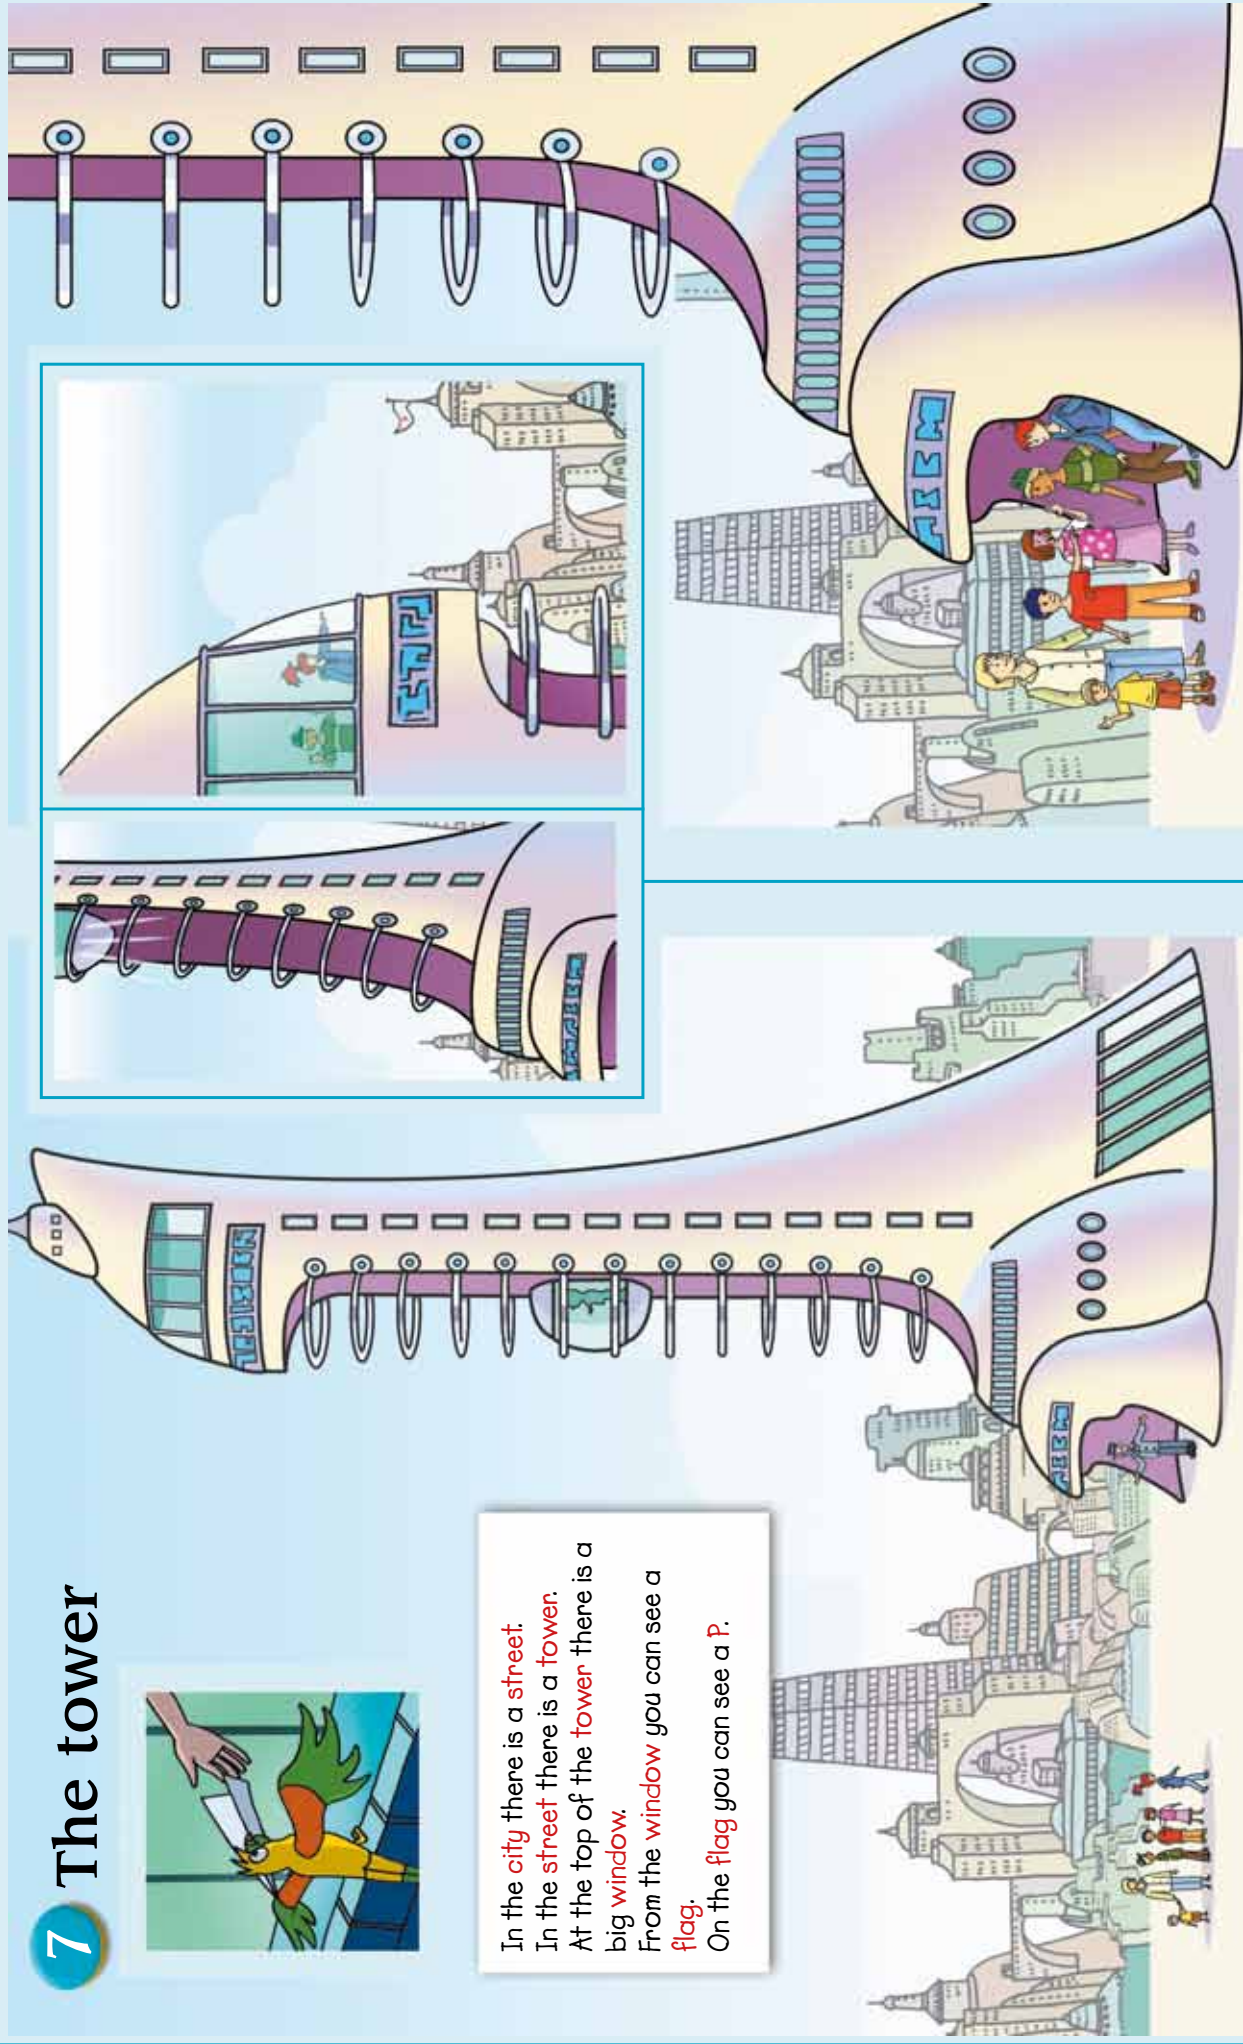 7 The tower
In the city there is a street.
In the street there is a tower.
At the top of the tower there is a
big window.
From the window you can see a
flag.
On the flag you can see a P.